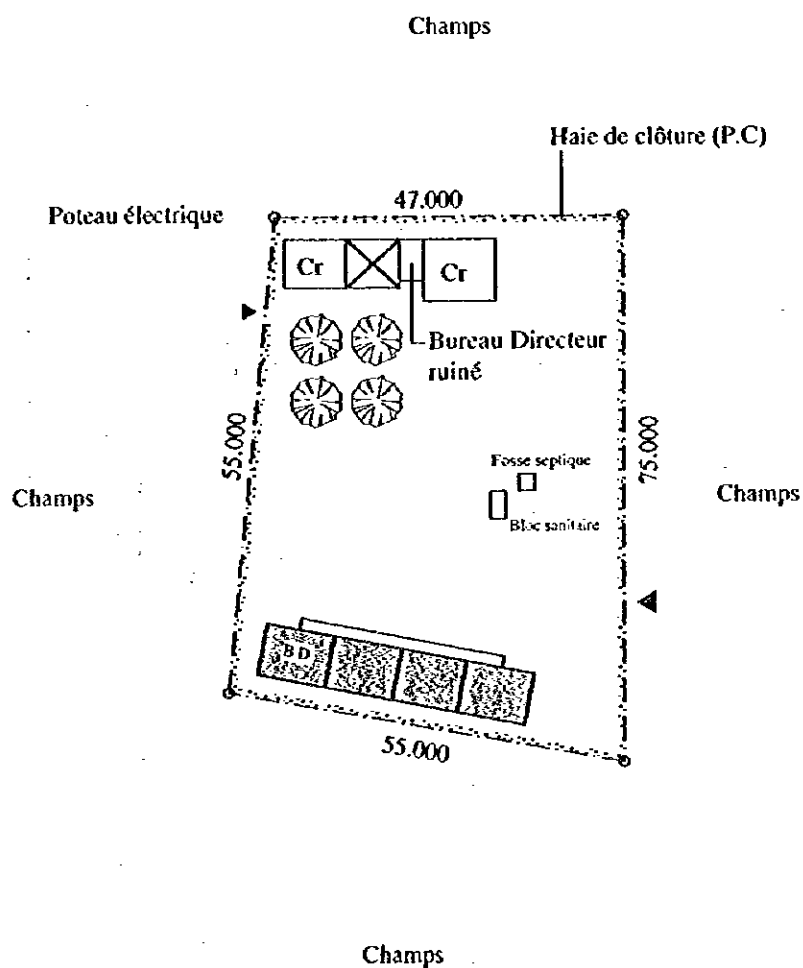 Champs
Haie de clôture (P.C)
47.000
Poteau électrique
Cr
Cr
Bureau Directeur
ruiné
55.000
75.000
Fosse septique
Champs
Champs
Bloc sanitaire
BD
55.000
Champs